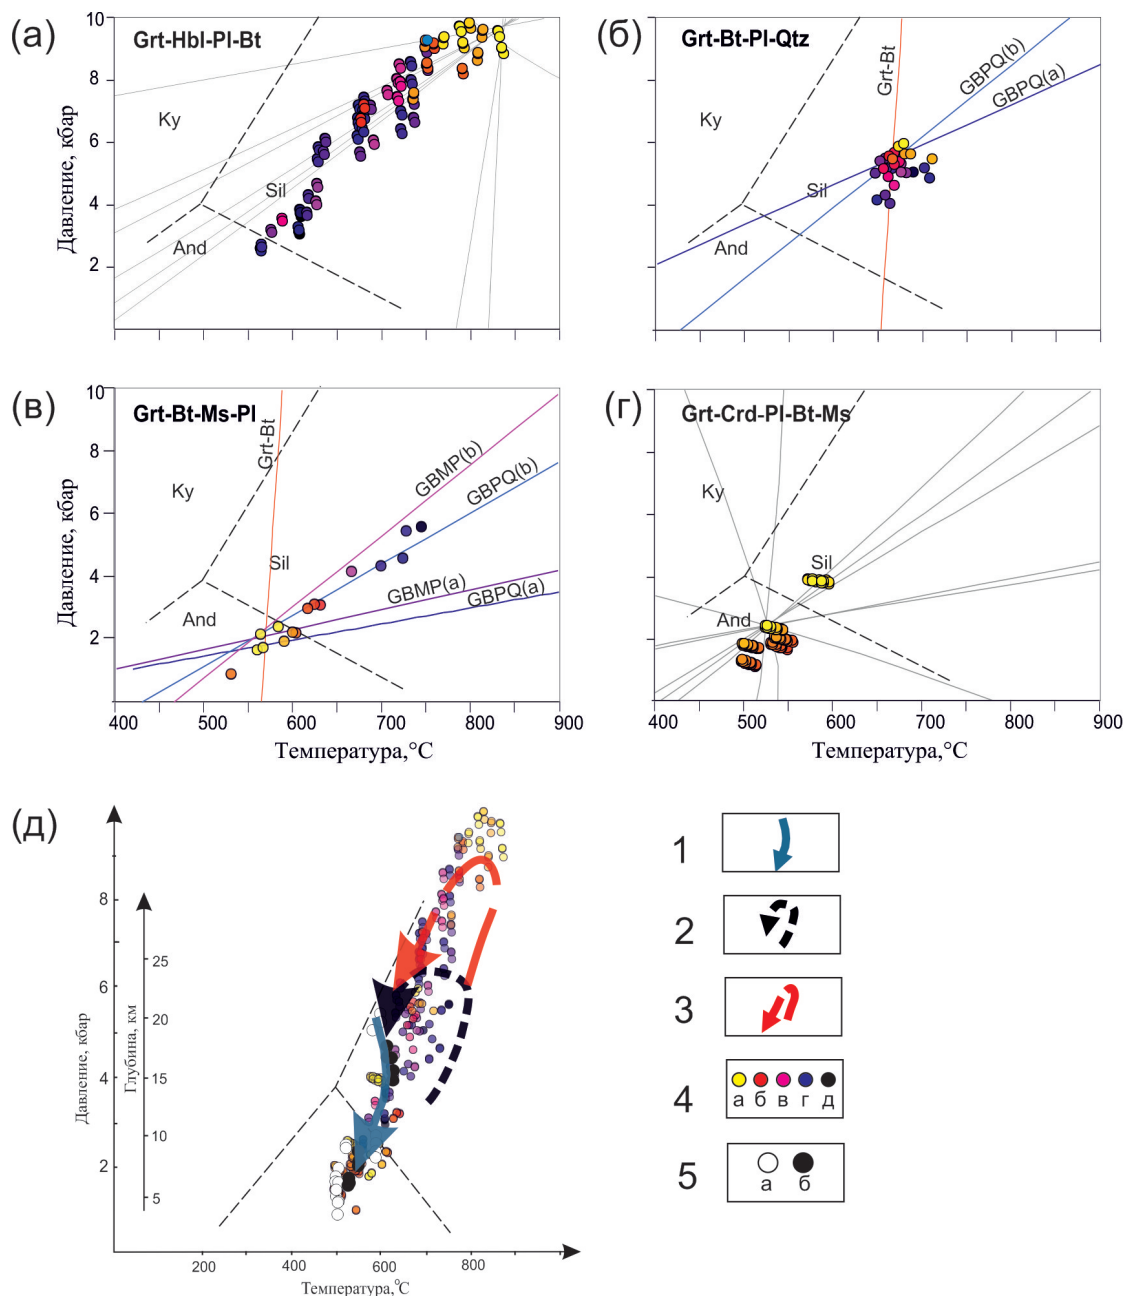 (а)
Grt-Hbl-Pl-Bt
Давление, кбар
10
8
6
4
2
Ky
Sil
And
(б)
Grt-Bt-Pl-Qtz
Grt-Bt
GBPQ(b)
GBPQ(a)
Ky
Sil
And
(в)
Grt-Bt-Ms-Pl
Давление, кбар
10
8
6
4
2
Grt-Bt
GBMP(b)
GBPQ(b)
GBMP(a)
GBPQ(a)
Ky
Sil
And
400 500 600 700 800 900
Температура,°C
(г)
Grt-Crd-Pl-Bt-Ms
Ky
Sil
And
400 500 600 700 800 900
Температура,°C
(д)
Давление, кбар
8
6
4
2
Глубина, км
25
20
15
10
5
200 400 600 800
Температура,°C
1
2
3
4
а б в г д
5
а б